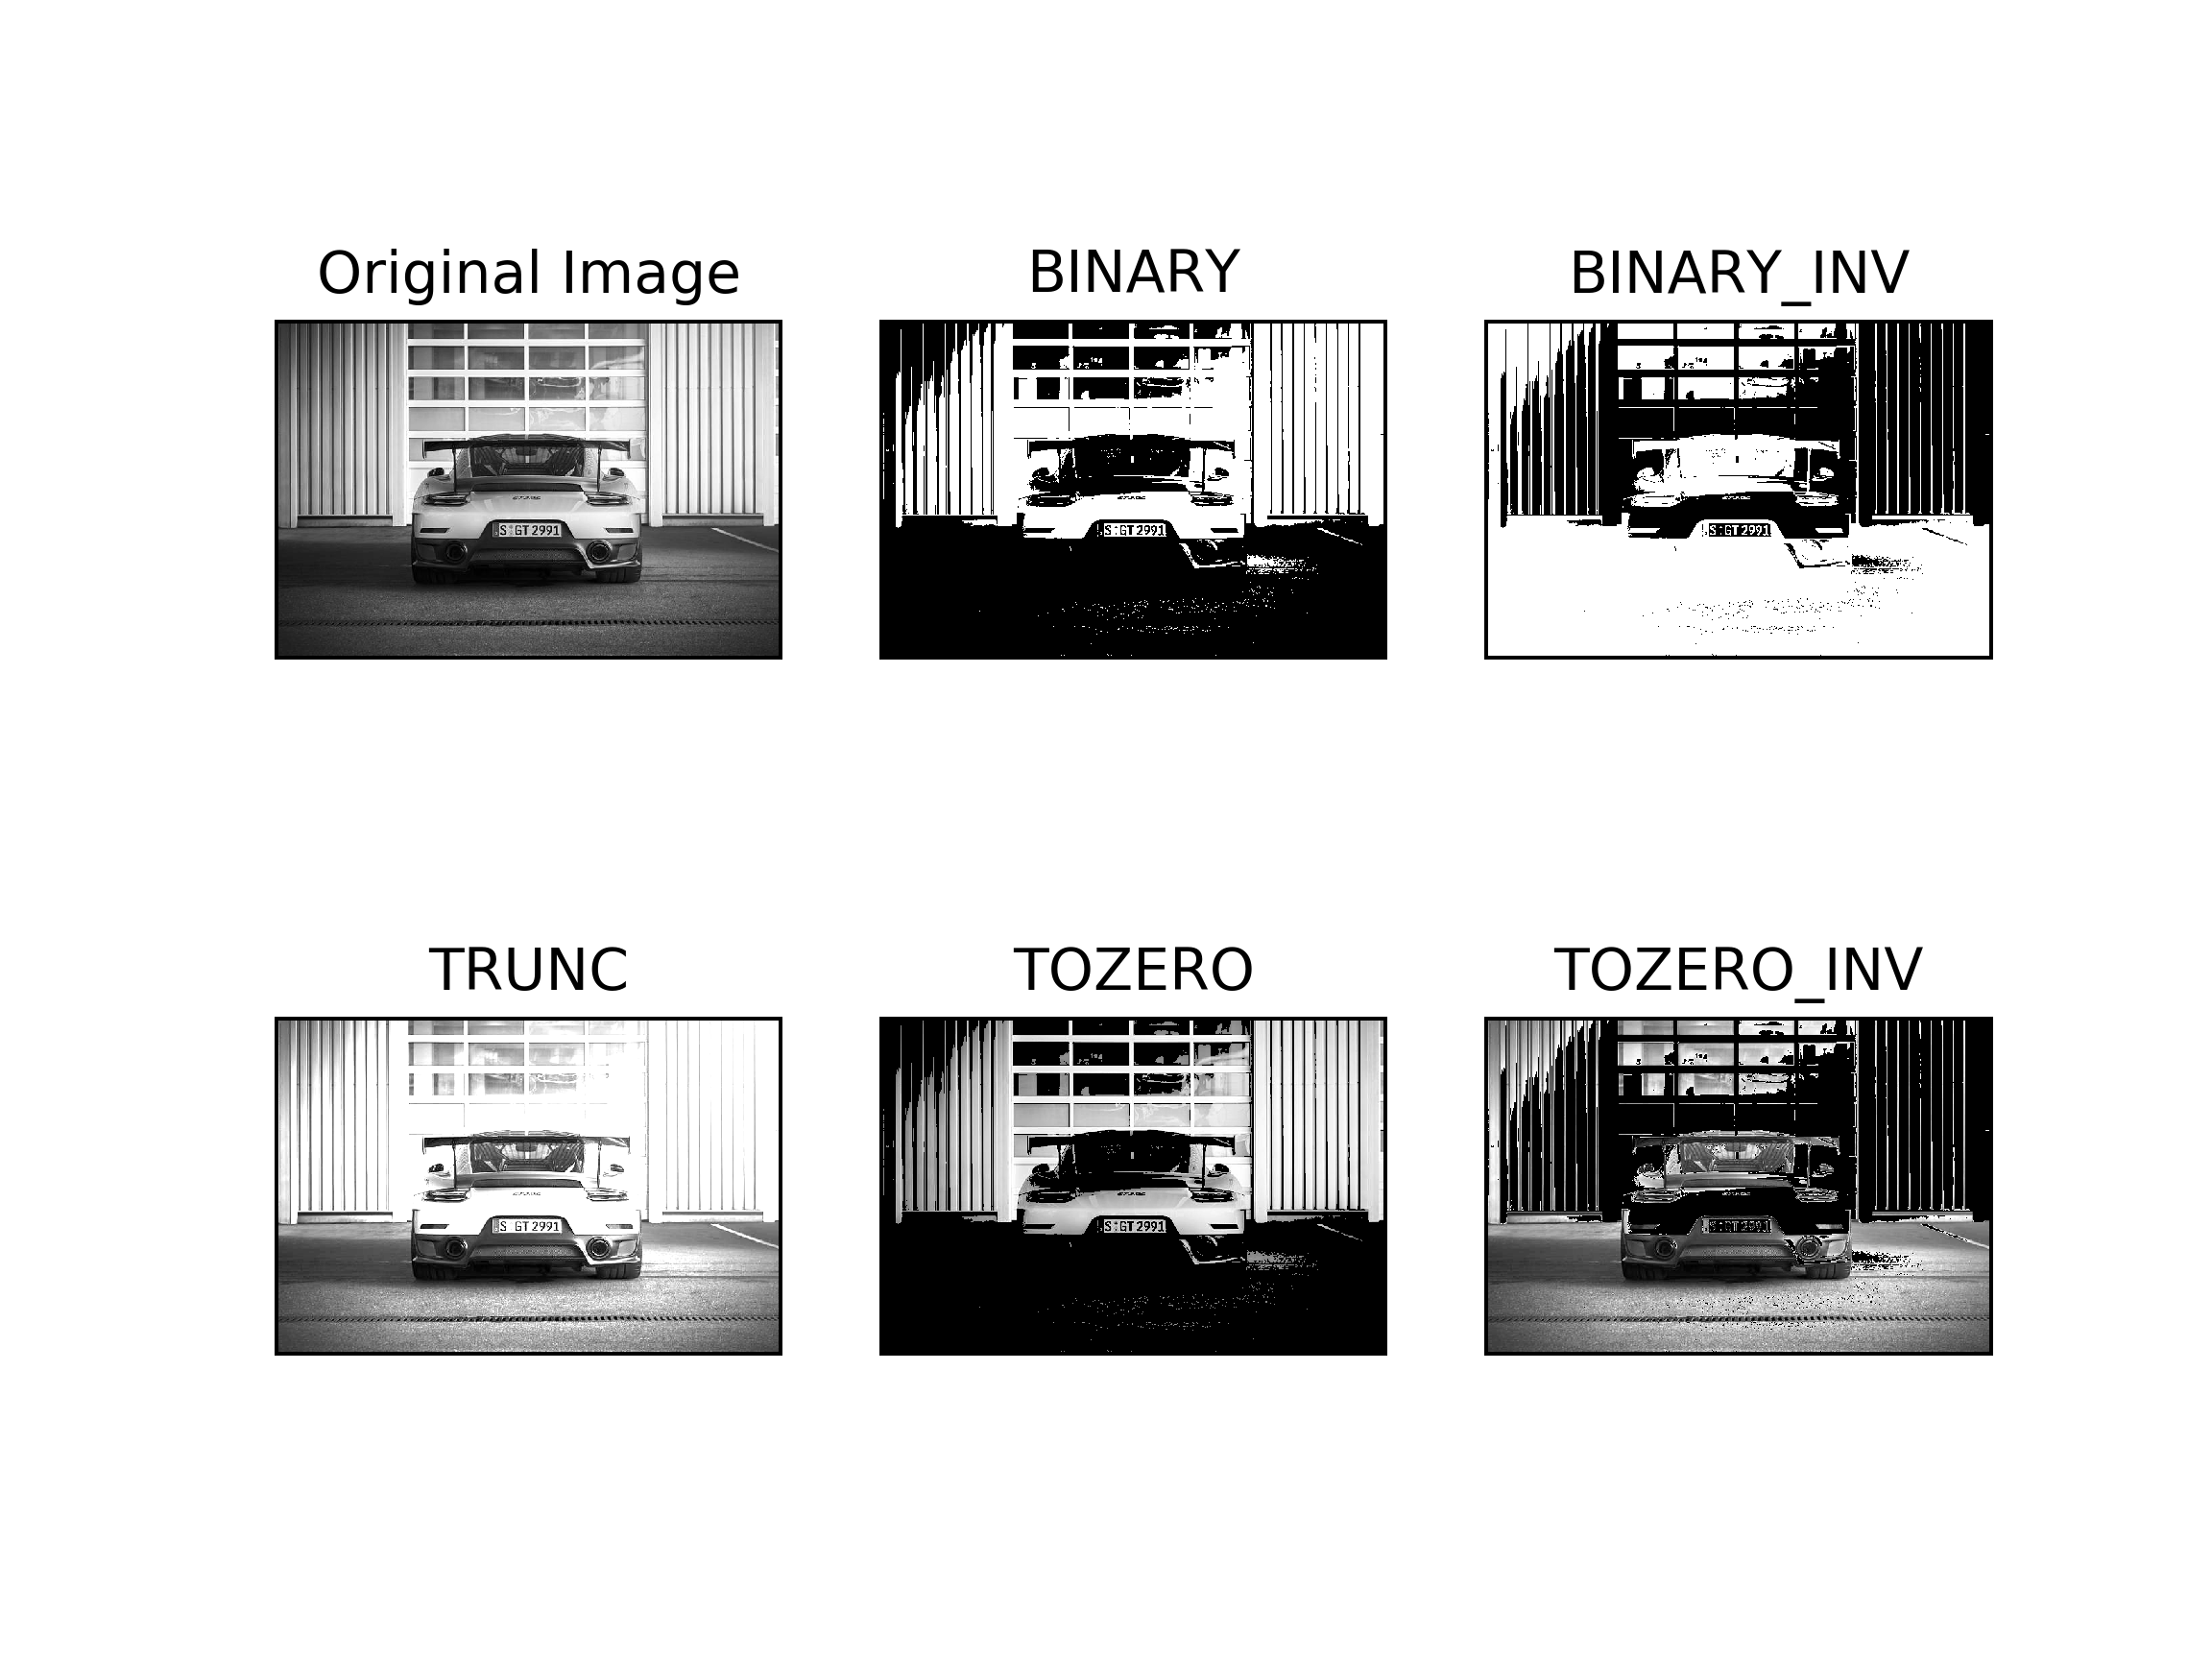 Original Image
BINARY
BINARY_INV
S GT 2991
S GT 2991
S GT 2991
TRUNC
TOZERO
TOZERO_INV
S GT 2991
S GT 2991
S GT 2991